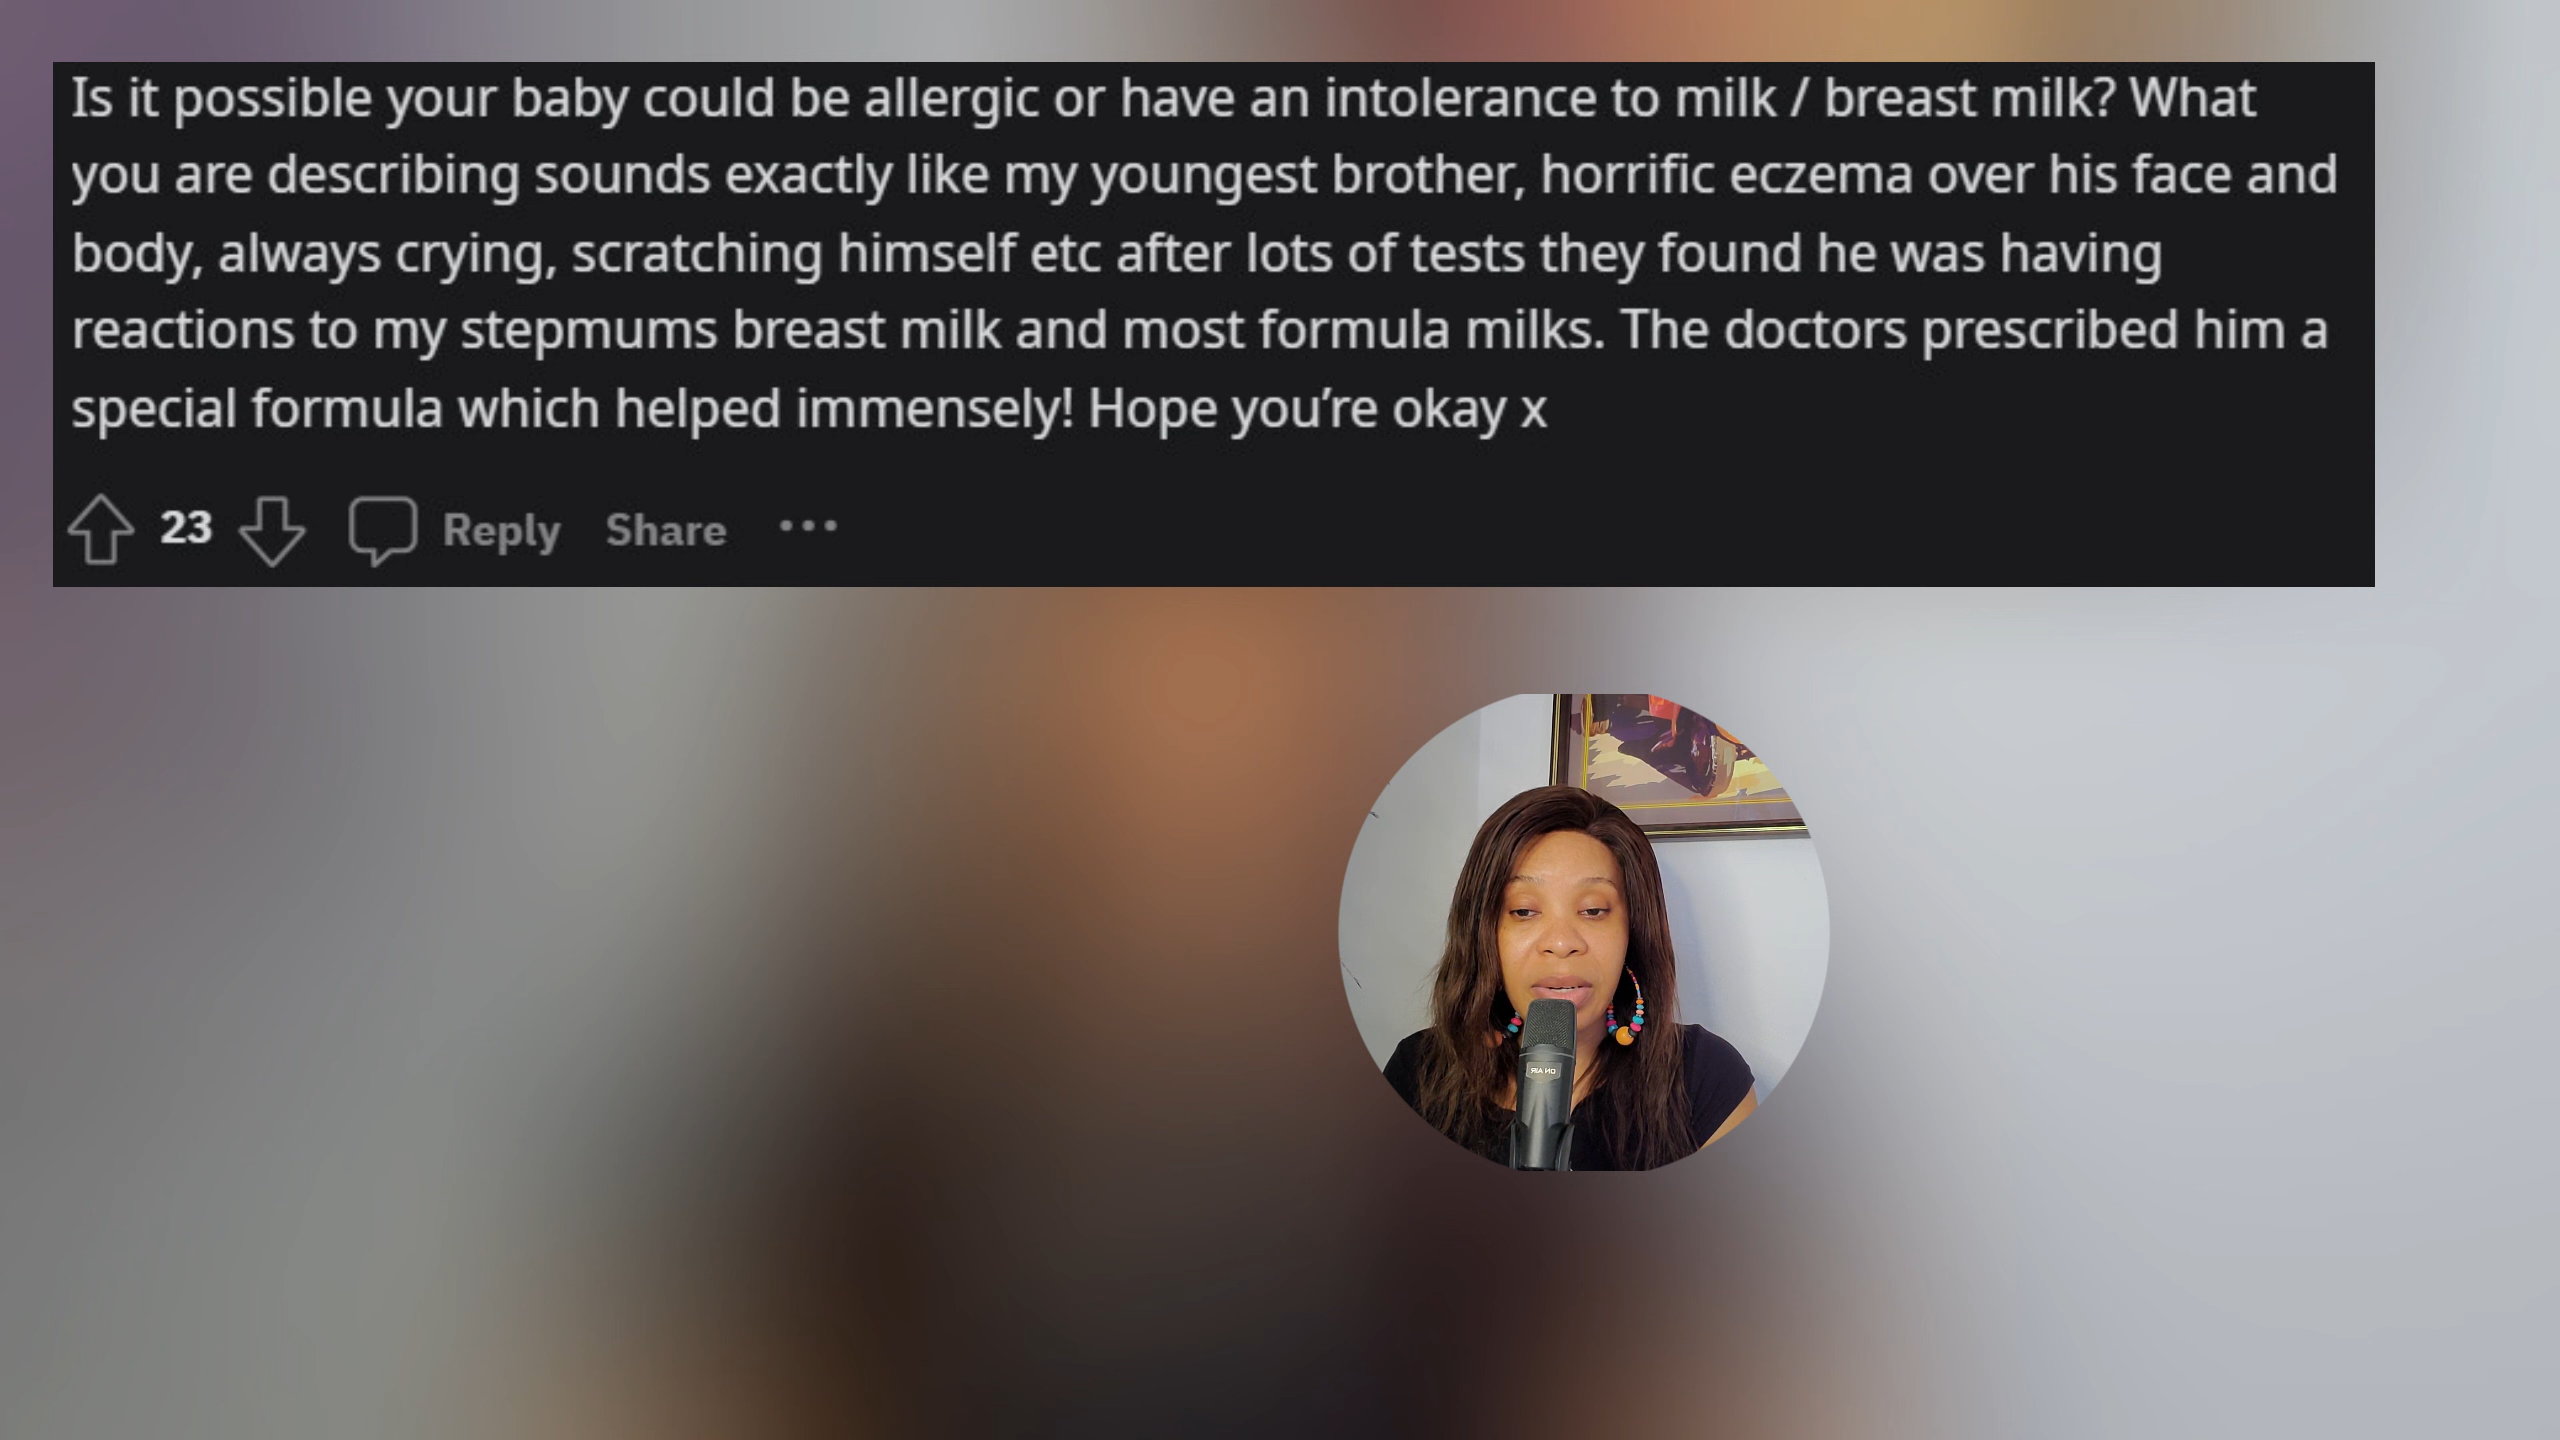 Is it possible your baby could be allergic or have an intolerance to milk / breast milk? What
you are describing sounds exactly like my youngest brother, horrific eczema over his face and
body, always crying, scratching himself etc after lots of tests they found he was having
reactions to my stepmums breast milk and most formula milks. The doctors prescribed him a
special formula which helped immensely! Hope you’re okay x
23 Reply Share •••
ON AIR